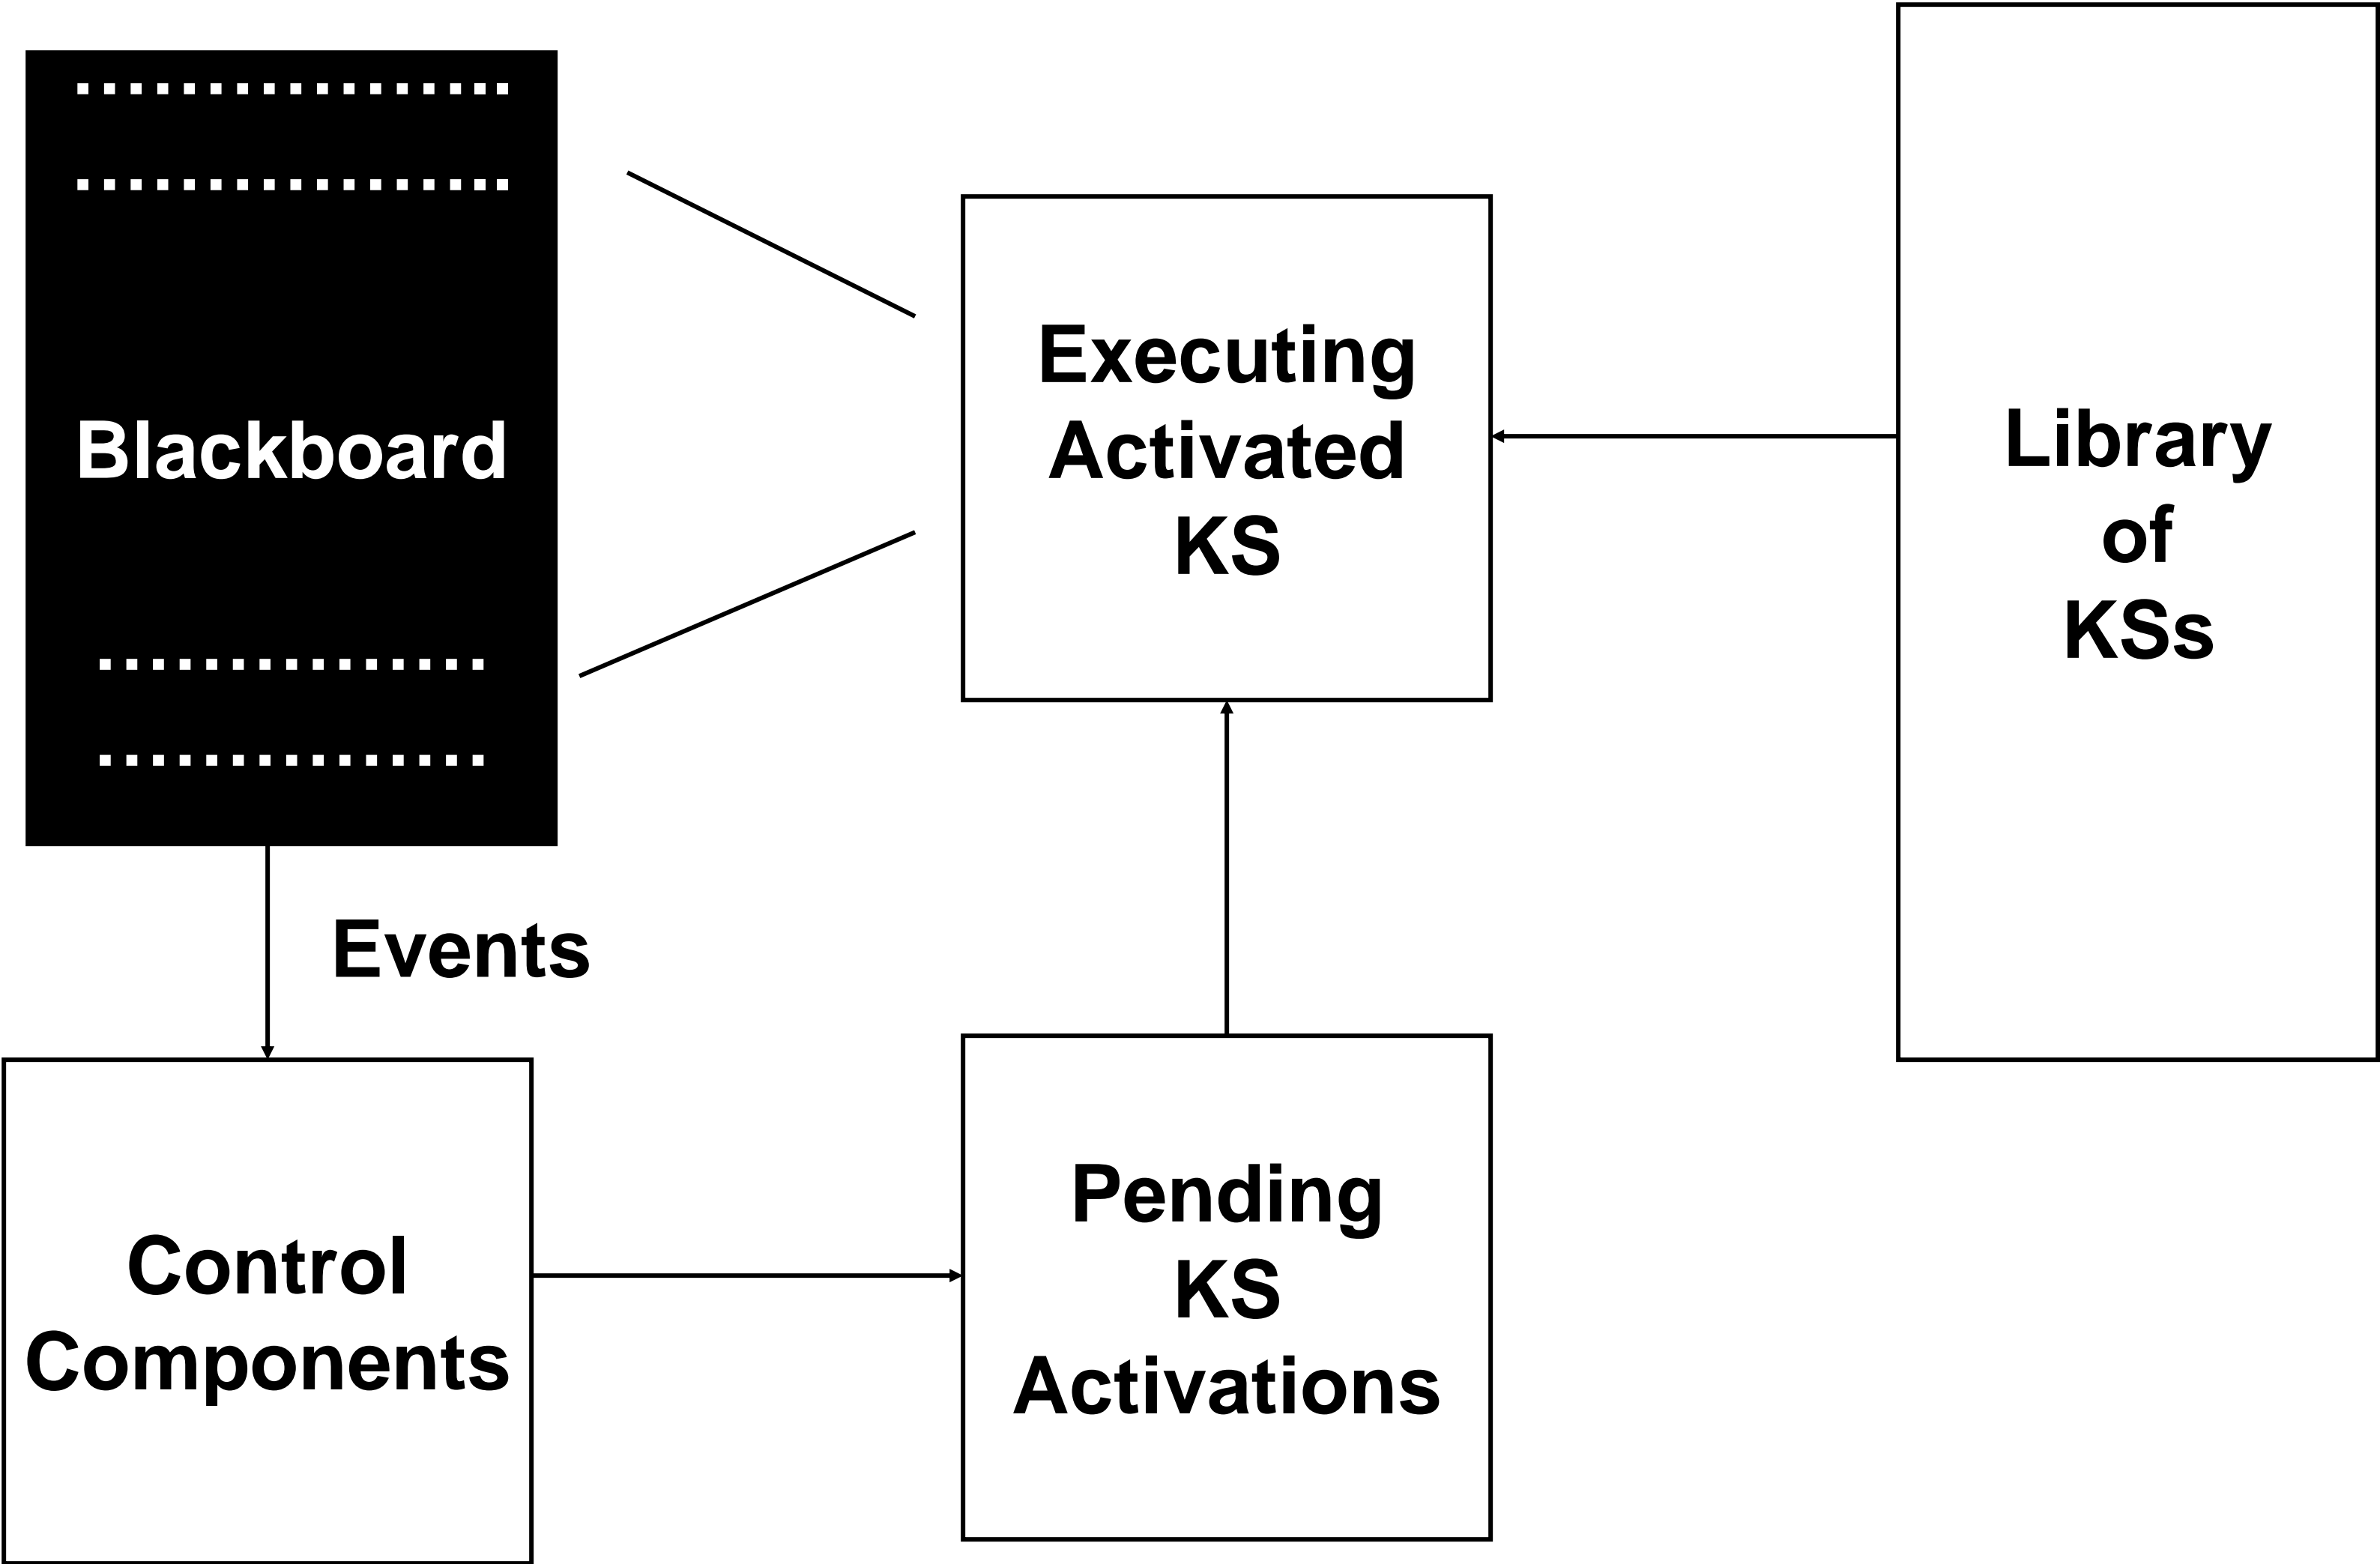 Blackboard
Executing
Activated
KS
Library
of
KSs
Events
Control
Components
Pending
KS
Activations